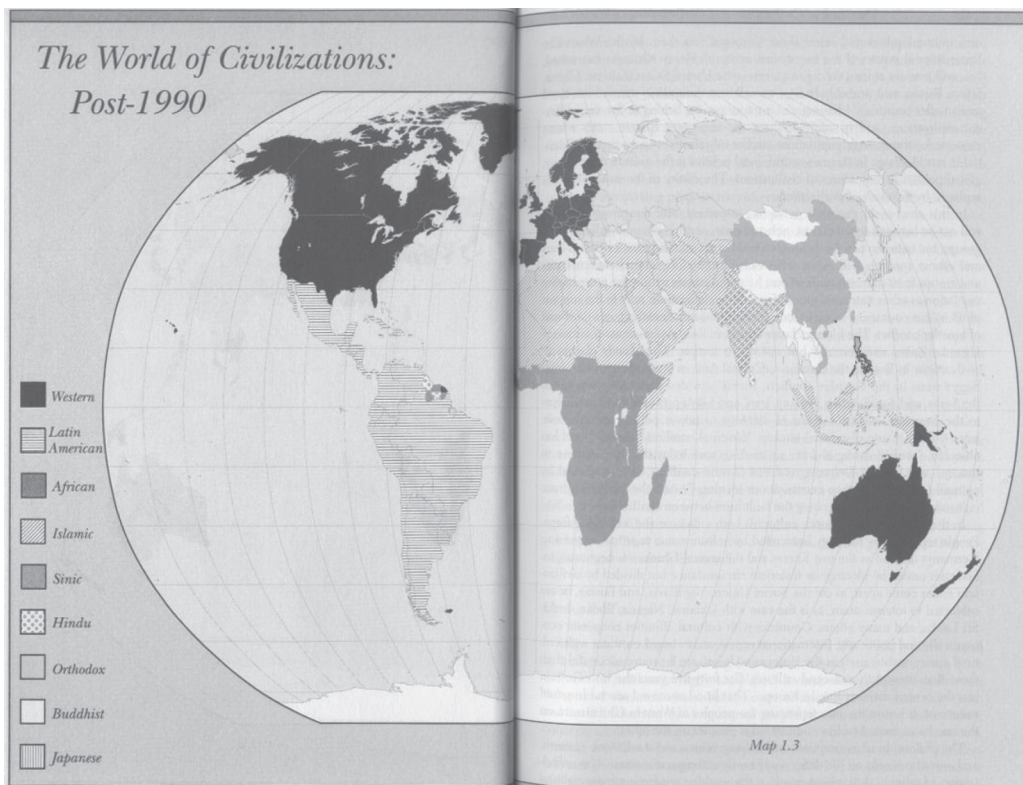 The World of Civilizations:
Post-1990
Western
Latin
American
African
Islamic
Sinic
Hindu
Orthodox
Buddhist
Japanese
Map 1.3